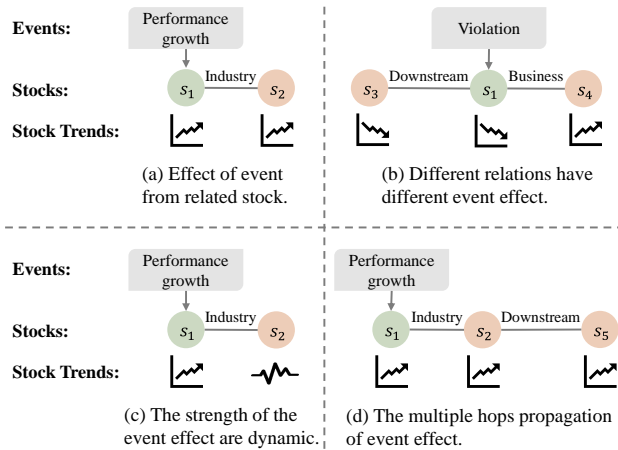 Events:
Performance
growth
Violation
Stocks:
s1
Industry
s2
s3
Downstream
s1
Business
s4
Stock Trends:
(a) Effect of event
from related stock.
(b) Different relations have
different event effect.
Events:
Performance
growth
Performance
growth
Stocks:
s1
Industry
s2
s1
Industry
s2
Downstream
s5
Stock Trends:
(c) The strength of the
event effect are dynamic.
(d) The multiple hops propagation
of event effect.